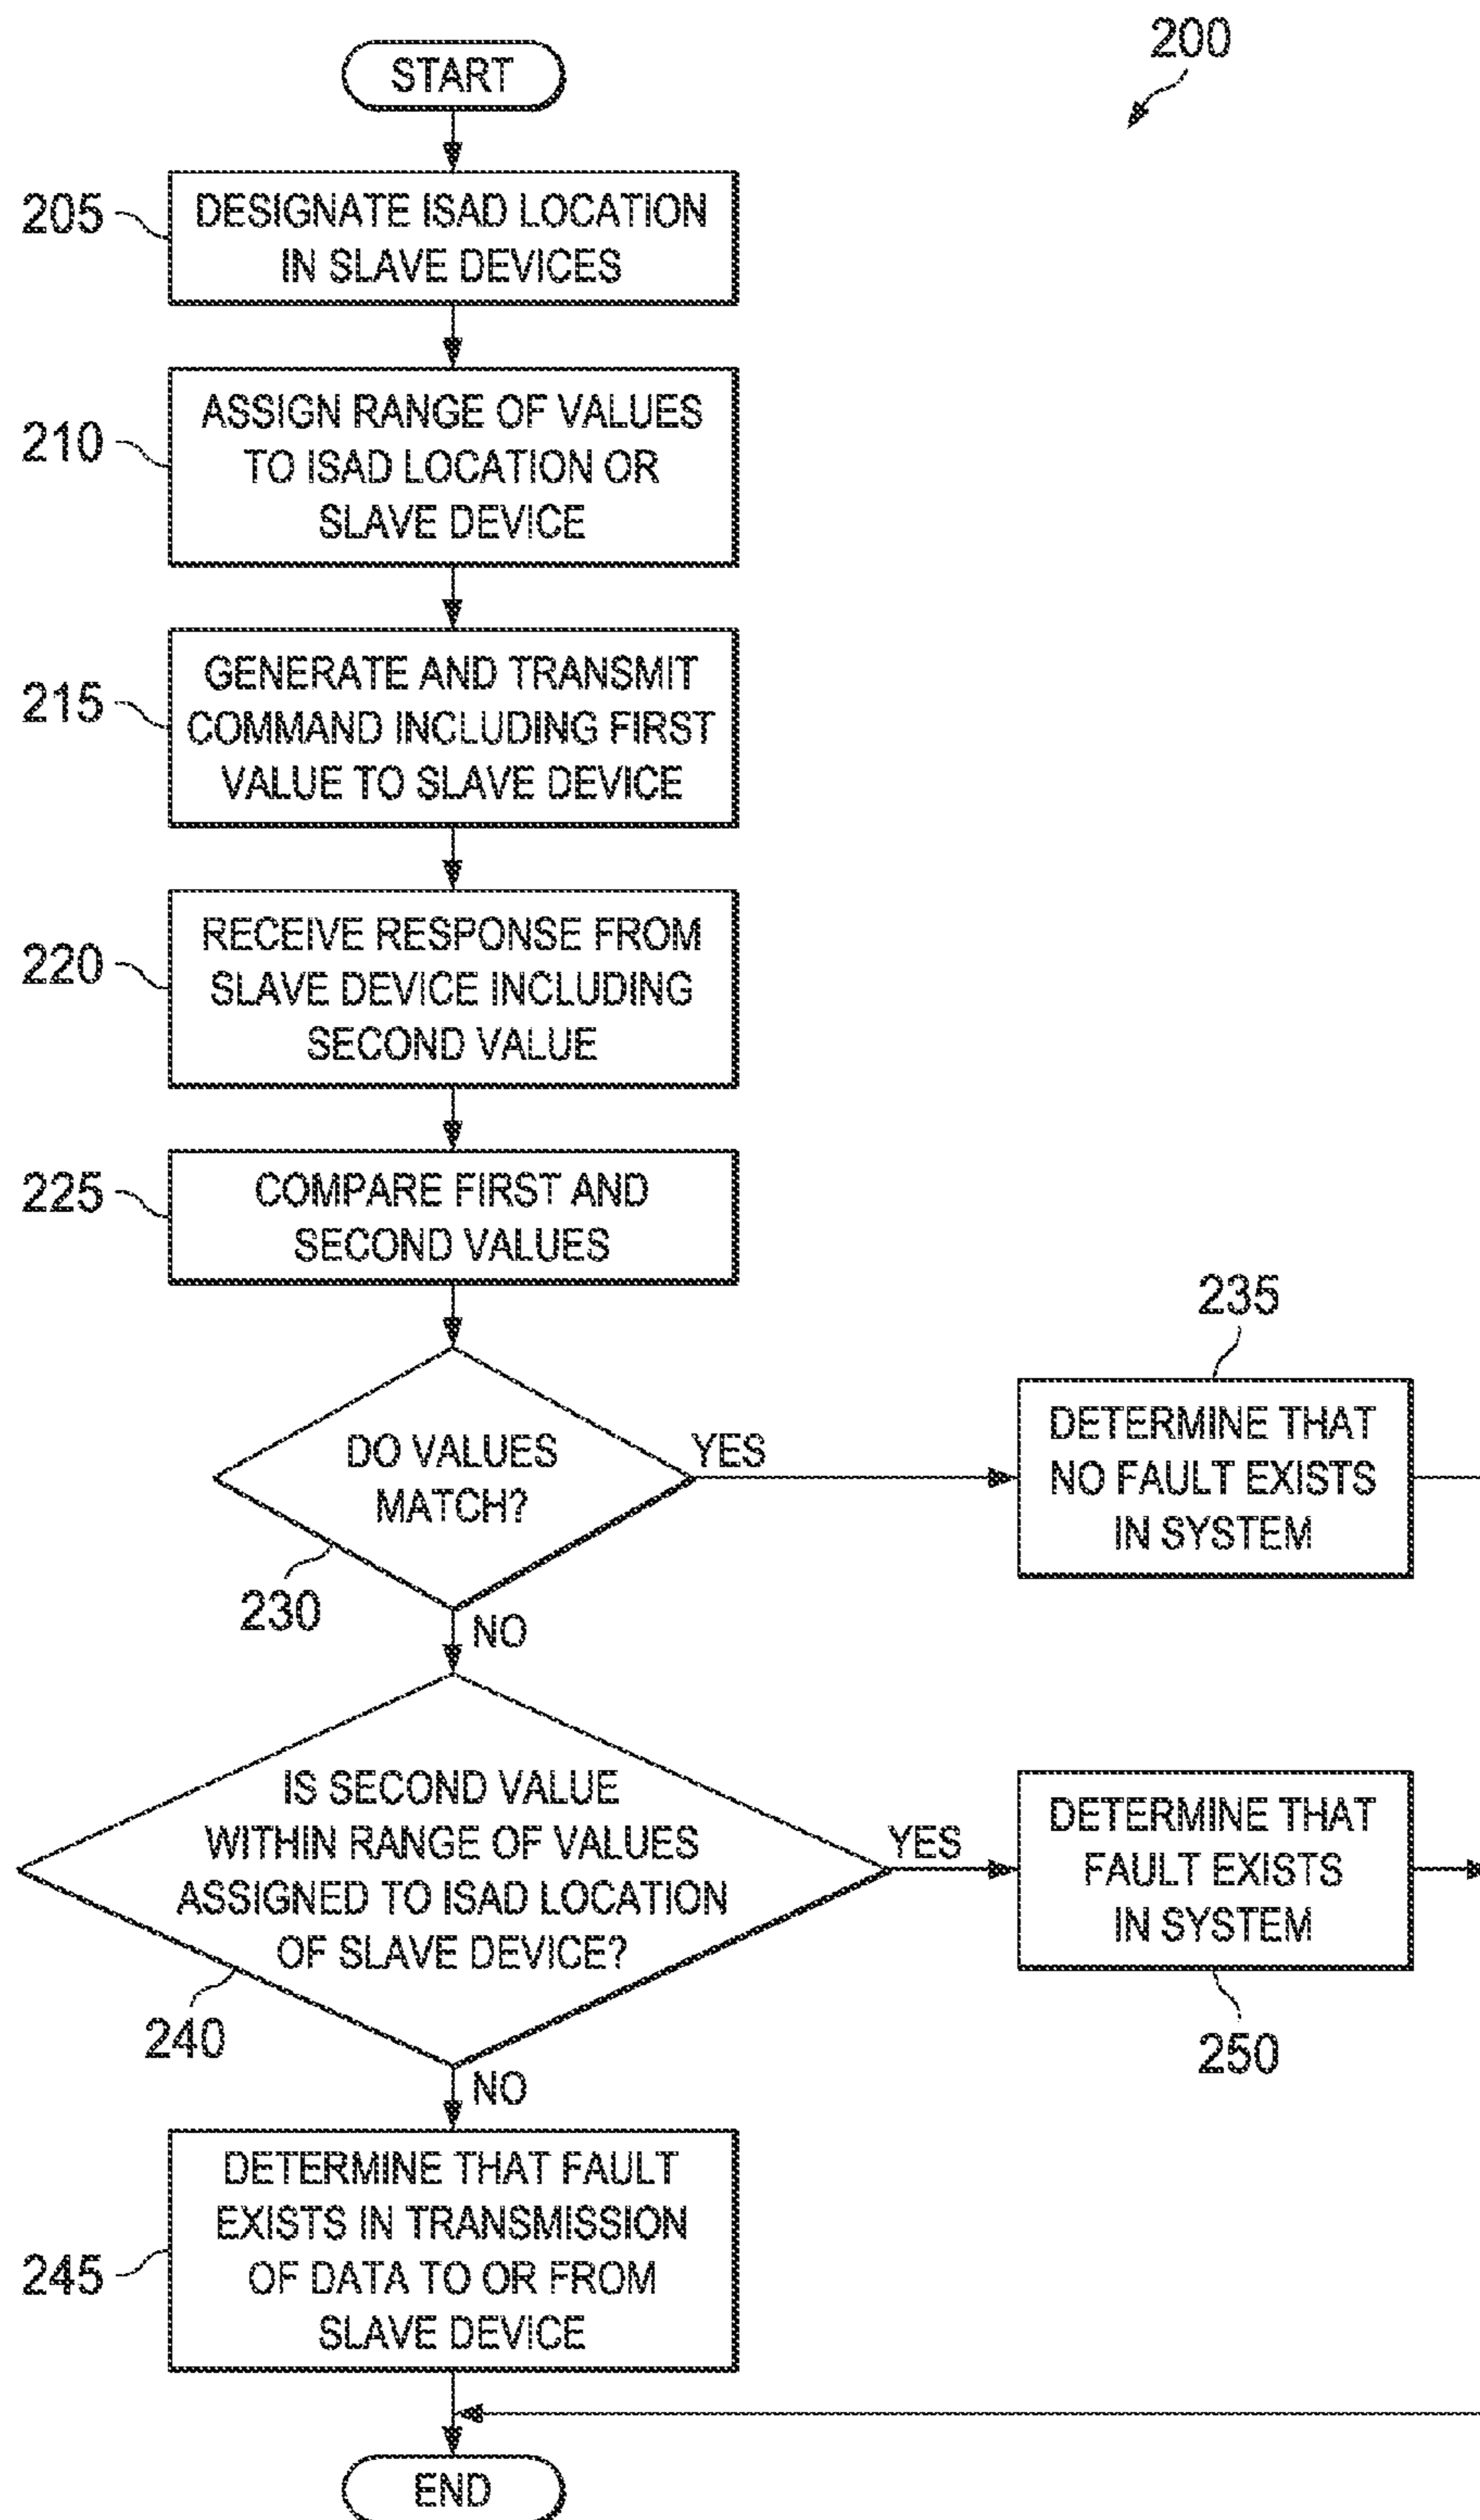 200
START
205
DESIGNATE ISAD LOCATION
IN SLAVE DEVICES
210
ASSIGN RANGE OF VALUES
TO ISAD LOCATION OR
SLAVE DEVICE
215
GENERATE AND TRANSMIT
COMMAND INCLUDING FIRST
VALUE TO SLAVE DEVICE
220
RECEIVE RESPONSE FROM
SLAVE DEVICE INCLUDING
SECOND VALUE
225
COMPARE FIRST AND
SECOND VALUES
DO VALUES
MATCH?
230
YES
235
DETERMINE THAT
NO FAULT EXISTS
IN SYSTEM
NO
IS SECOND VALUE
WITHIN RANGE OF VALUES
ASSIGNED TO ISAD LOCATION
OF SLAVE DEVICE?
240
YES
DETERMINE THAT
FAULT EXISTS
IN SYSTEM
250
NO
245
DETERMINE THAT FAULT
EXISTS IN TRANSMISSION
OF DATA TO OR FROM
SLAVE DEVICE
END